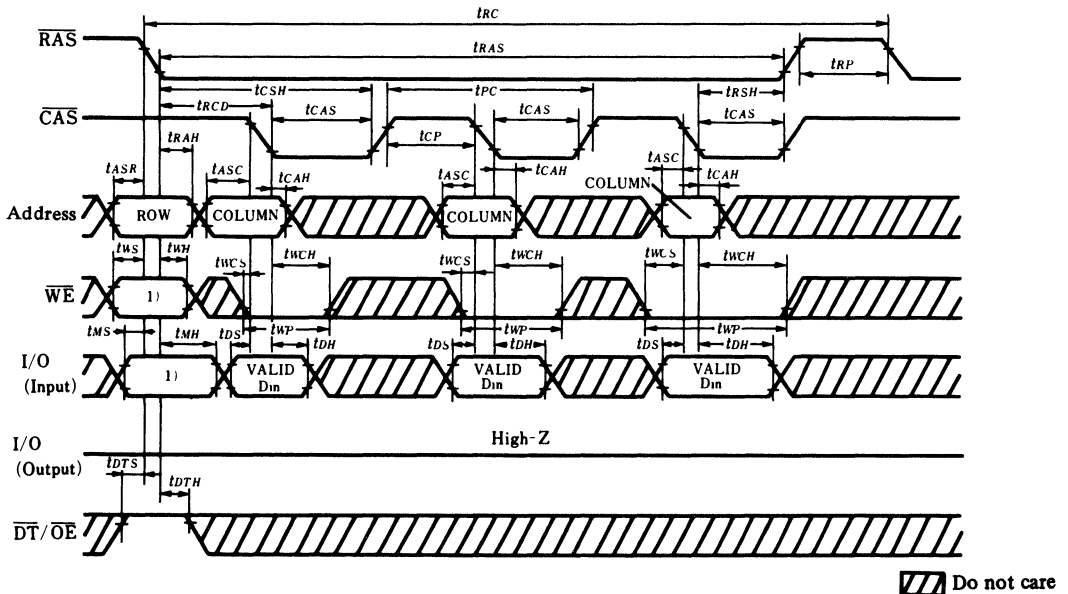 tRC
RAS
tRAS
tRP
tCSH
tPC
tRSH
tRCD
tCAS
tCAS
tCAS
CAS
tCP
tRAH
tASR
tASC
tCAH
tASC
tCAH
tASC
tCAH
COLUMN
Address
ROW
COLUMN
COLUMN
tWS
tWH
tWCS
tWCH
tWCS
tWCH
tWCS
tWCH
WE
1)
tMS
tMH
tDS
tWP
tDH
tDS
tWP
tDH
tDS
tWP
tDH
I/O
(Input)
1)
VALID
Din
VALID
Din
VALID
Din
I/O
(Output)
High-Z
tDTS
tDTH
DT/OE
Do not care